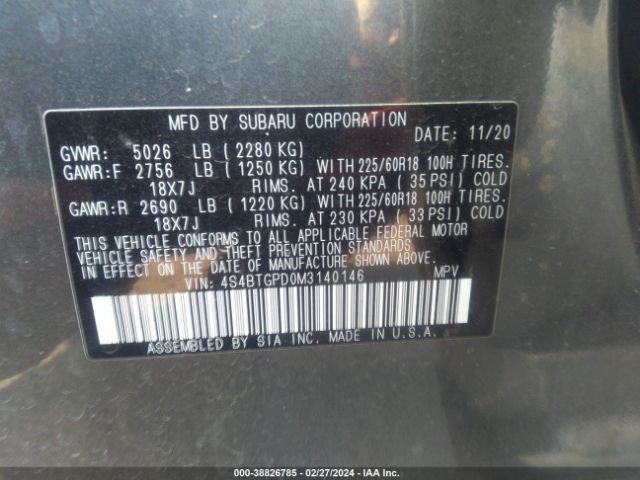 MFD BY SUBARU CORPORATION
DATE: 11/20
GVWR: 5026 LB ( 2280 KG)
GAWR:F 2756 LB ( 1250 KG) WITH 225/60R18 100H TIRES.
18X7J RIMS. AT 240 KPA ( 35 PSI) COLD
GAWR:R 2690 LB ( 1220 KG) WITH 225/60R18 100H TIRES.
18X7J RIMS. AT 230 KPA ( 33 PSI) COLD
THIS VEHICLE CONFORMS TO ALL APPLICABLE FEDERAL MOTOR
VEHICLE SAFETY AND THEFT PREVENTION STANDARDS
IN EFFECT ON THE DATE OF MANUFACTURE SHOWN ABOVE.
VIN: 4S4BTGPD0M3140146 MPV
ASSEMBLED BY SIA INC. MADE IN U.S.A.
000-38826785 - 02/27/2024 - IAA Inc.